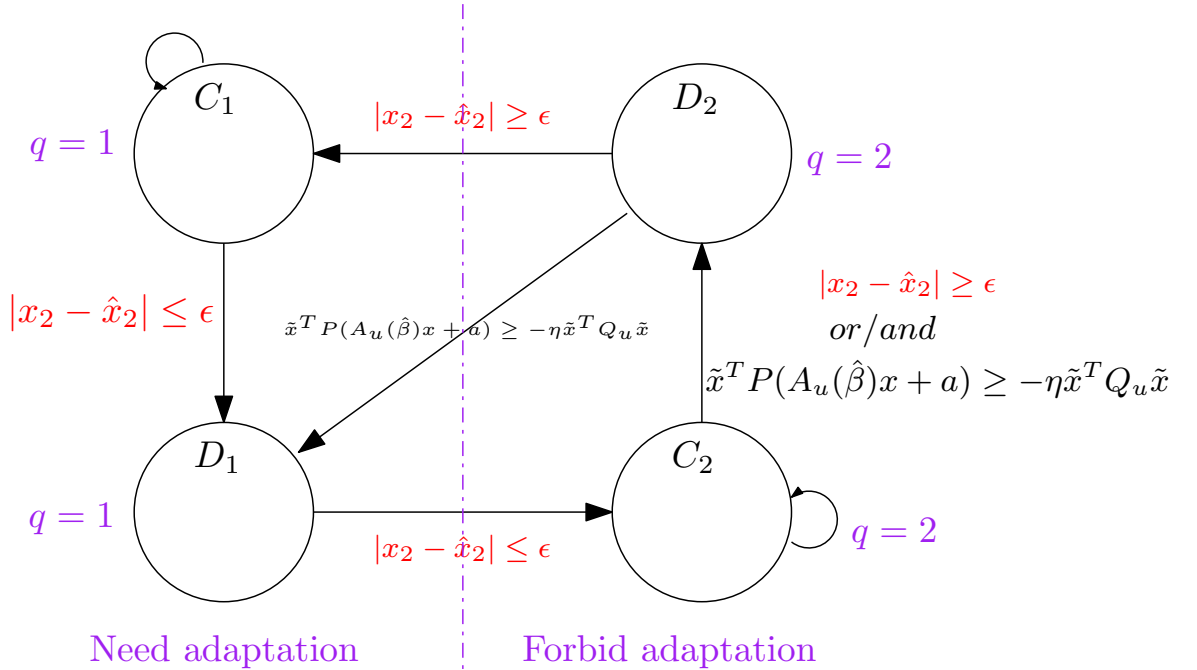 $C_1$
$D_2$
$|x_2 - \hat{x}_2| \geq \epsilon$
$q = 1$
$q = 2$
$|x_2 - \hat{x}_2| \leq \epsilon$
$\tilde{x}^T P(A_u(\hat{\beta})x + a) \geq -\eta \tilde{x}^T Q_u \tilde{x}$
$|x_2 - \hat{x}_2| \geq \epsilon$
or/and
$\tilde{x}^T P(A_u(\hat{\beta})x + a) \geq -\eta \tilde{x}^T Q_u \tilde{x}$
$D_1$
$C_2$
$q = 1$
$q = 2$
$|x_2 - \hat{x}_2| \leq \epsilon$
Need adaptation
Forbid adaptation